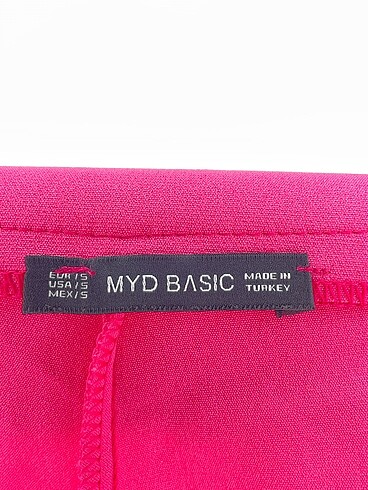 EUR/S
USA/S
MEX/S
MYD BASIC
MADE IN
TURKEY